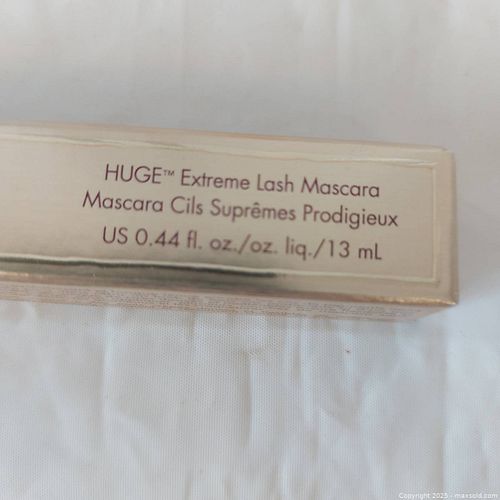 HUGE™ Extreme Lash Mascara
Mascara Cils Suprêmes Prodigieux
US 0.44 fl. oz./oz. liq./13 mL
Copyright 2025 - maxsold.com